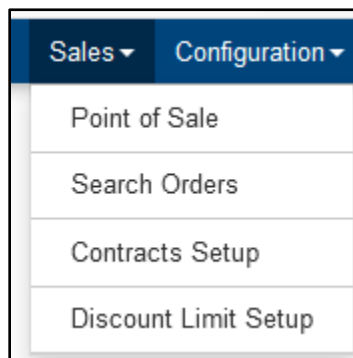 Sales Configuration
Point of Sale
Search Orders
Contracts Setup
Discount Limit Setup